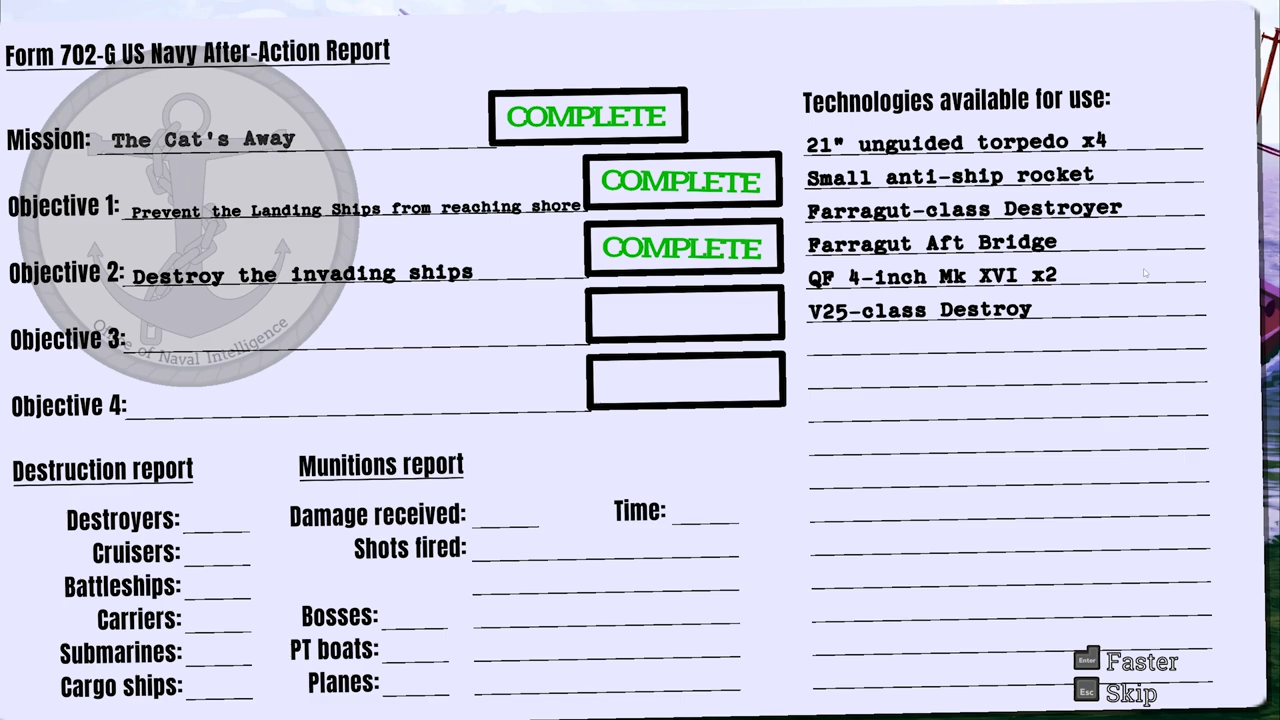 Form 702-G US Navy After-Action Report
Mission: The Cat's Away
COMPLETE
Objective 1: Prevent the Landing Ships from reaching shore
COMPLETE
Objective 2: Destroy the invading ships
COMPLETE
Objective 3:
Objective 4:
Office of Naval Intelligence
Destruction report
Destroyers:
Cruisers:
Battleships:
Carriers:
Submarines:
Cargo ships:
Munitions report
Damage received:
Time:
Shots fired:
Bosses:
PT boats:
Planes:
Technologies available for use:
21" unguided torpedo x4
Small anti-ship rocket
Farragut-class Destroyer
Farragut Aft Bridge
QF 4-inch Mk XVI x2
V25-class Destroy
Enter Faster
Esc Skip